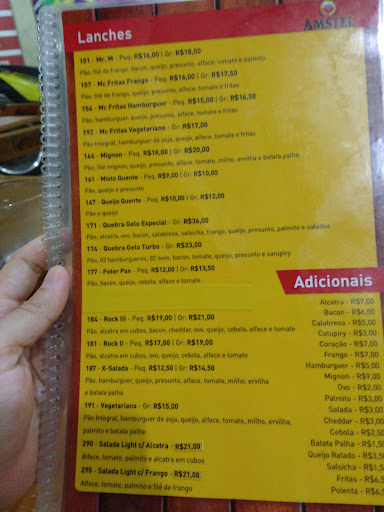 AMSTEL
Lanches
151 - Mr. M - Peq. R$16,00 | Gr: R$18,00
Pão, filé de frango, bacon, queijo, presunto, alface, tomate e palmito
157 - Mc Fritas Frango - Peq. R$16,00 | Gr: R$17,50
Pão, filé de frango, queijo, presunto, alface, tomate e fritas
154 - Mc Fritas Hamburguer - Peq. R$15,00 | Gr: R$16,50
Pão, hamburguer, queijo, presunto, alface, tomate e fritas
192 - Mc Fritas Vegetariano - Gr: R$17,00
Pão Integral, hamburguer de soja, queijo, alface, tomate e fritas
164 - Mignon - Peq. R$18,00 | Gr: R$20,00
Pão, filé mignon, queijo, presunto, alface, tomate, milho, ervilha e batata palha
161 - Misto Quente - Peq. R$9,00 | Gr: R$10,00
Pão, queijo e presunto
167 - Queijo Quente - Peq. R$10,00 | Gr: R$12,00
Pão e queijo
171 - Quebra Gelo Especial - Gr: R$36,00
Pão, alcatra, ovo, bacon, calabresa, salsicha, frango, queijo, presunto, palmito e saladas
174 - Quebra Gelo Turbo - Gr: R$23,00
Pão, 02 hamburgueres, 02 ovos, bacon, tomate, queijo, presunto e catupiry
177 - Peter Pan - Peq. R$12,00 | Gr: R$13,50
Pão, bacon, queijo, cebola, alface e tomate
184 - Rock III - Peq. R$19,00 | Gr: R$21,00
Pão, alcatra em cubos, bacon, cheddar, ovo, queijo, cebola, alface e tomate
181 - Rock II - Peq. R$17,00 | Gr: R$19,00
Pão, alcatra em cubos, ovo, queijo, cebola, alface e tomate
187 - X-Salada - Peq. R$12,50 | Gr: R$14,50
Pão, hamburguer, queijo, presunto, alface, tomate, milho, ervilha
e batata palha
191 - Vegetariano - Gr: R$15,00
Pão Integral, hamburguer de soja, queijo, alface, tomate, milho, ervilha,
palmito e batata palha
290 - Salada Light c/ Alcatra - R$21,00
Alface, tomate, palmito e alcatra em cubos
295 - Salada Light c/ Frango - R$21,00
Alface, tomate, palmito e filé de frango
Adicionais
Alcatra - R$7,00
Bacon - R$6,00
Calabresa - R$5,00
Catupiry - R$3,00
Coração - R$7,00
Frango - R$7,00
Hamburguer - R$5,00
Mignon - R$9,00
Ovo - R$2,00
Palmito - R$3,00
Salada - R$3,00
Cheddar - R$3,00
Cebola - R$2,50
Batata Palha - R$1,5
Queijo Ralado - R$3,5
Salsicha - R$1,5
Fritas - R$6,5
Polenta - R$6,5